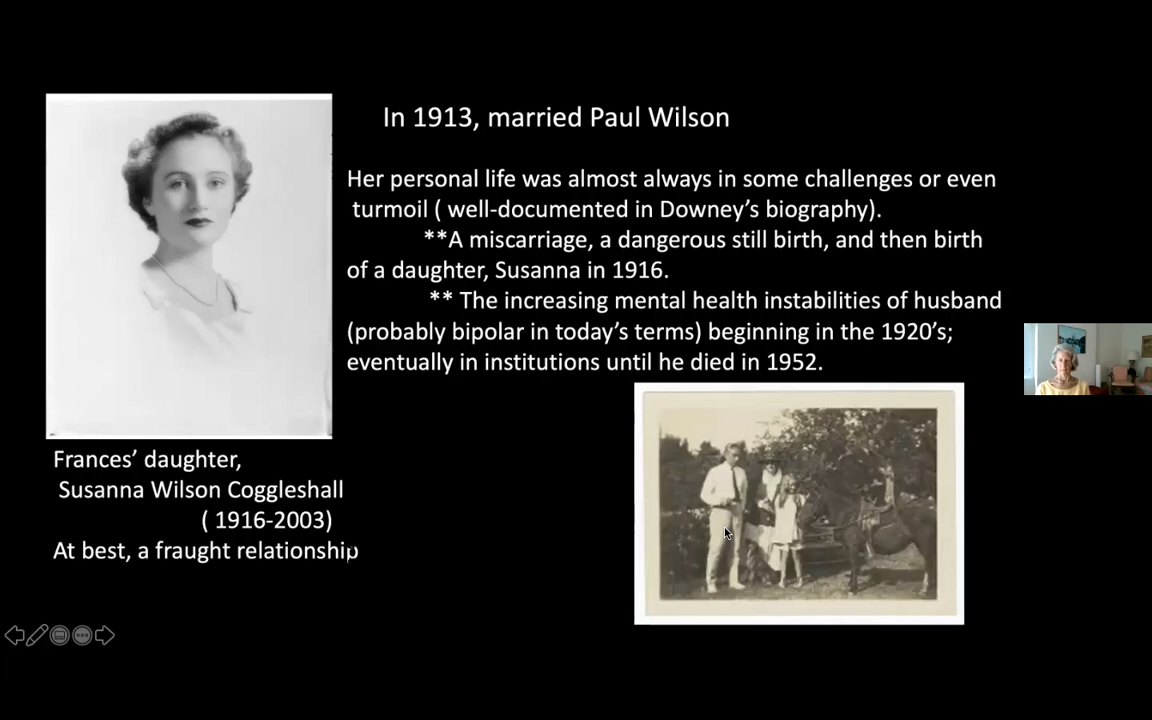 In 1913, married Paul Wilson
Her personal life was almost always in some challenges or even
turmoil ( well-documented in Downey’s biography).
**A miscarriage, a dangerous still birth, and then birth
of a daughter, Susanna in 1916.
** The increasing mental health instabilities of husband
(probably bipolar in today’s terms) beginning in the 1920’s;
eventually in institutions until he died in 1952.
Frances’ daughter,
Susanna Wilson Coggleshall
( 1916-2003)
At best, a fraught relationship